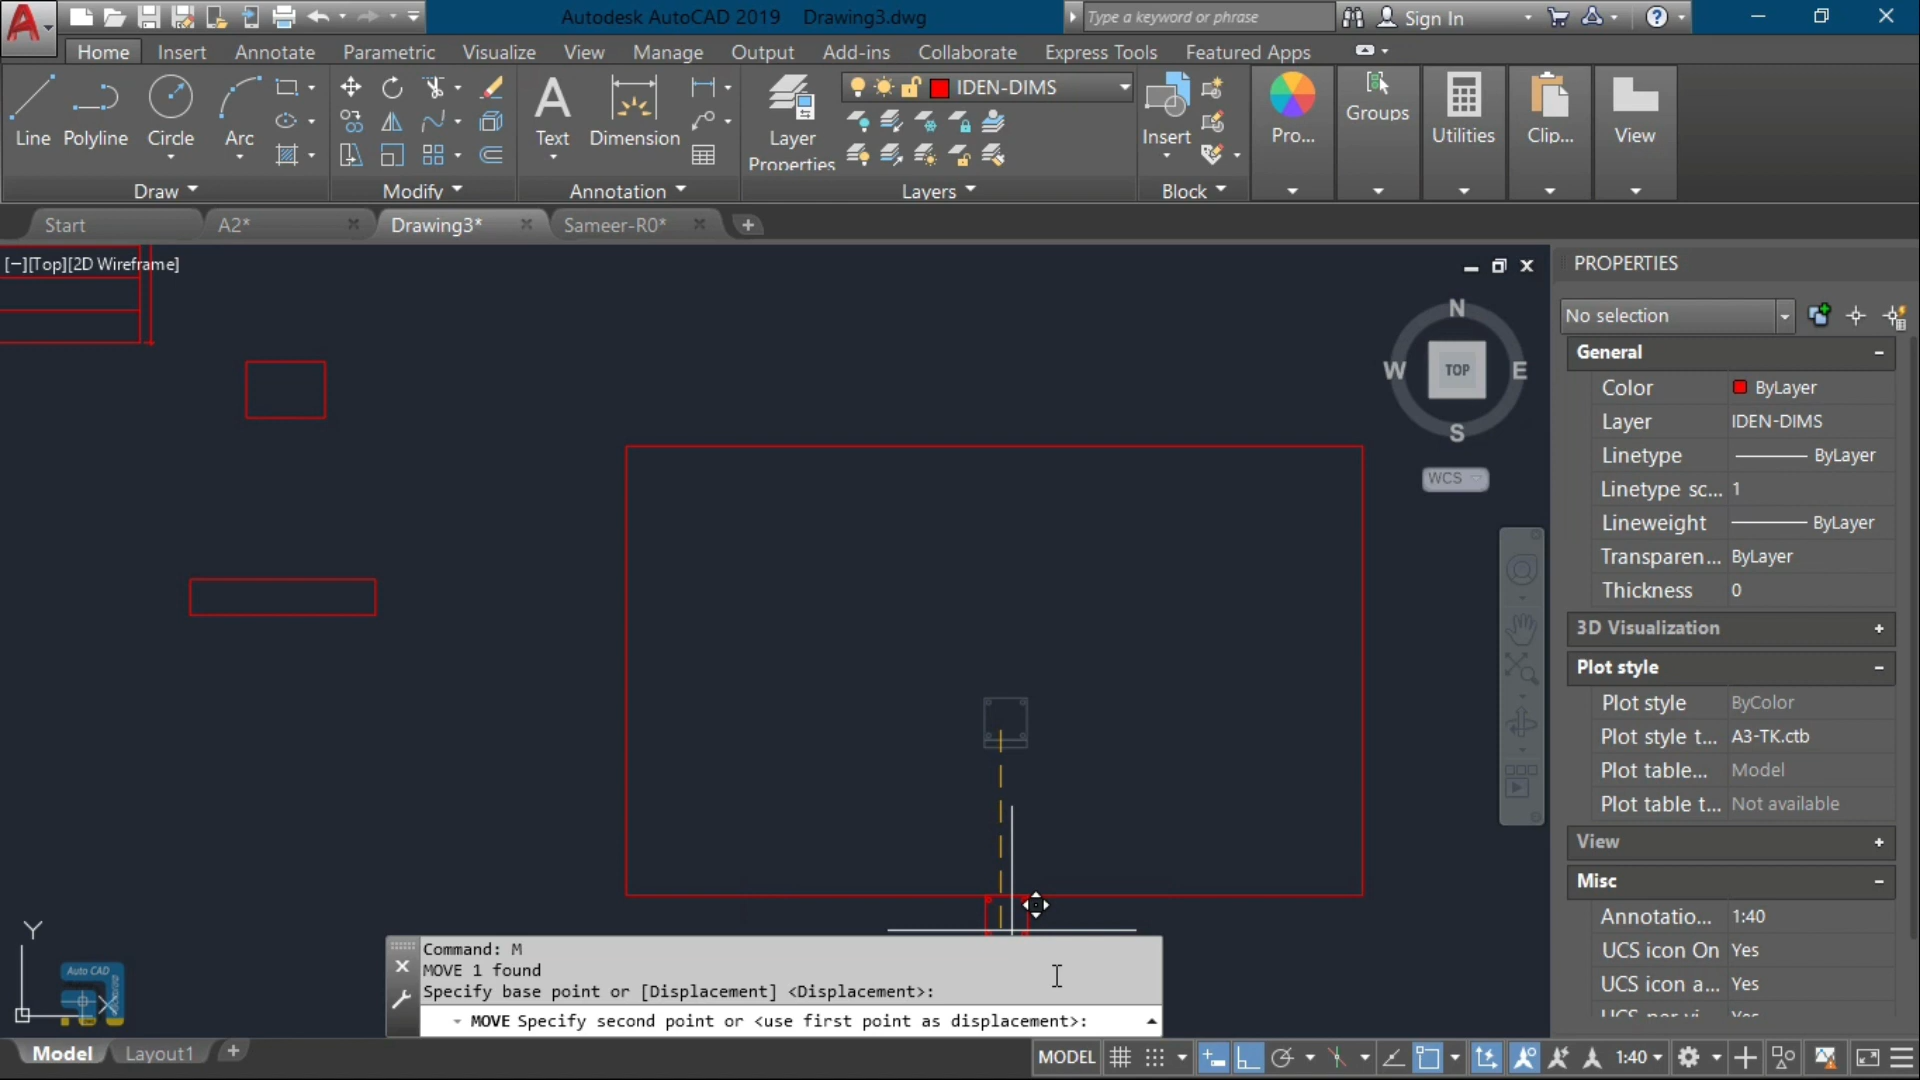 Autodesk AutoCAD 2019 Drawing3.dwg
Type a keyword or phrase
Sign In
Home Insert Annotate Parametric Visualize View Manage Output Add-ins Collaborate Express Tools Featured Apps
Line Polyline Circle Arc
Text Dimension
Layer Properties
IDEN-DIMS
Insert
Pro...
Groups
Utilities
Clip...
View
Draw Modify Annotation Layers Block
Start A2* Drawing3* Sameer-R0*
[−][Top][2D Wireframe]
N
W TOP E
S
WCS
PROPERTIES
No selection
General
Color ByLayer
Layer IDEN-DIMS
Linetype ByLayer
Linetype sc... 1
Lineweight ByLayer
Transparen... ByLayer
Thickness 0
3D Visualization
Plot style
Plot style ByColor
Plot style t... A3-TK.ctb
Plot table... Model
Plot table t... Not available
View
Misc
Annotatio... 1:40
UCS icon On Yes
UCS icon a... Yes
Y
X
Auto CAD
Command: M
MOVE 1 found
Specify base point or [Displacement] <Displacement>:
MOVE Specify second point or <use first point as displacement>:
Model Layout1
MODEL 1:40